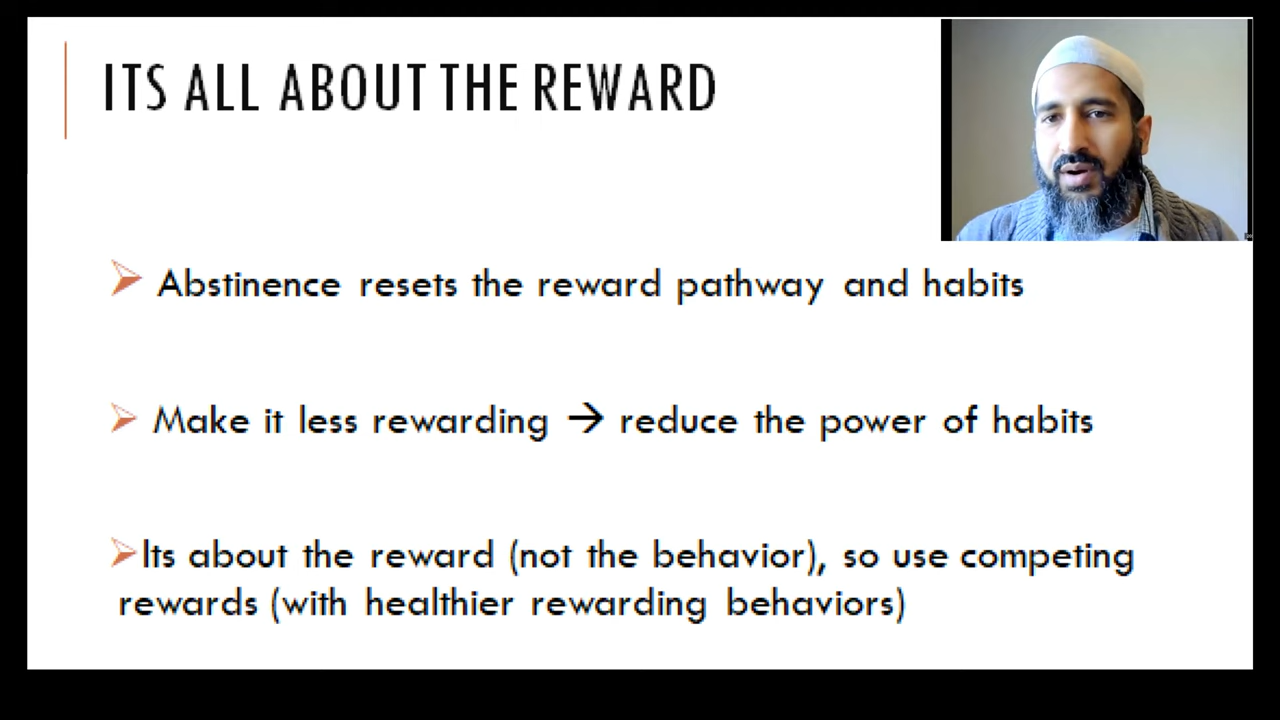 ITS ALL ABOUT THE REWARD
Abstinence resets the reward pathway and habits
Make it less rewarding → reduce the power of habits
Its about the reward (not the behavior), so use competing
rewards (with healthier rewarding behaviors)